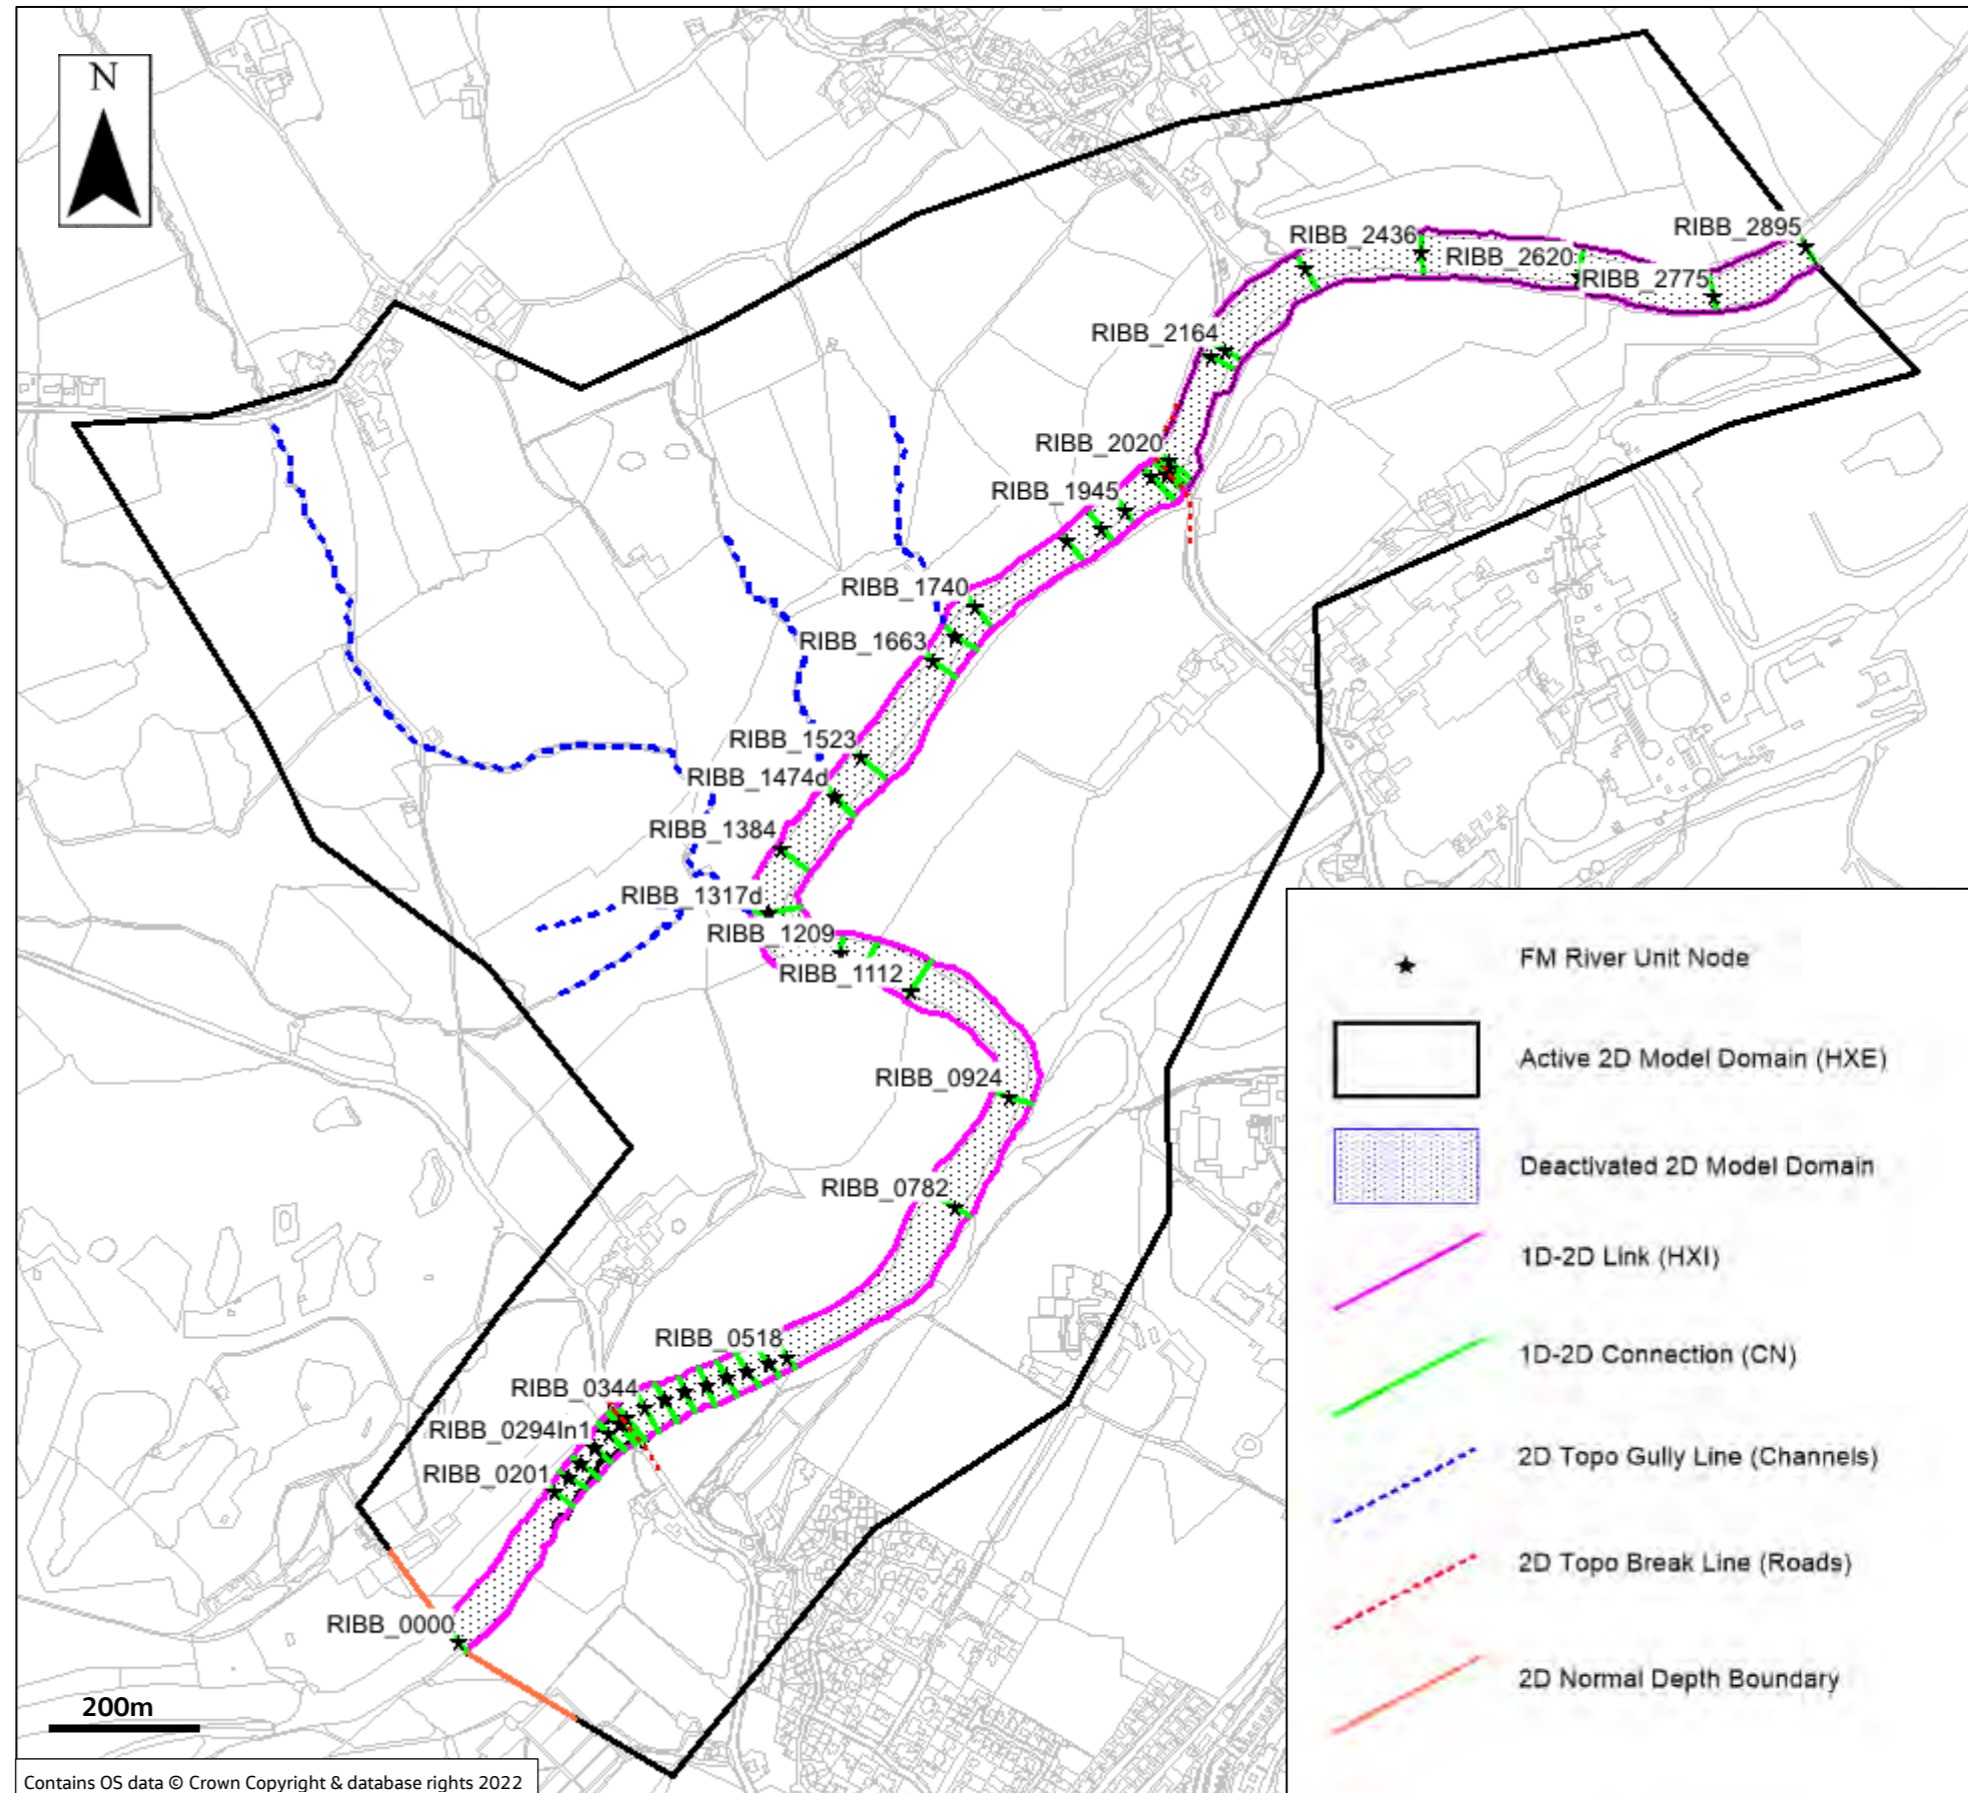 N
RIBB_2895
RIBB_2436
RIBB_2620
RIBB_2775
RIBB_2164
RIBB_2020
RIBB_1945
RIBB_1740
RIBB_1663
RIBB_1523
RIBB_1474d
RIBB_1384
RIBB_1317d
RIBB_1209
RIBB_1112
RIBB_0924
RIBB_0782
RIBB_0518
RIBB_0344
RIBB_0294In1
RIBB_0201
RIBB_0000
200m
Contains OS data © Crown Copyright & database rights 2022
FM River Unit Node
Active 2D Model Domain (HXE)
Deactivated 2D Model Domain
1D-2D Link (HXI)
1D-2D Connection (CN)
2D Topo Gully Line (Channels)
2D Topo Break Line (Roads)
2D Normal Depth Boundary